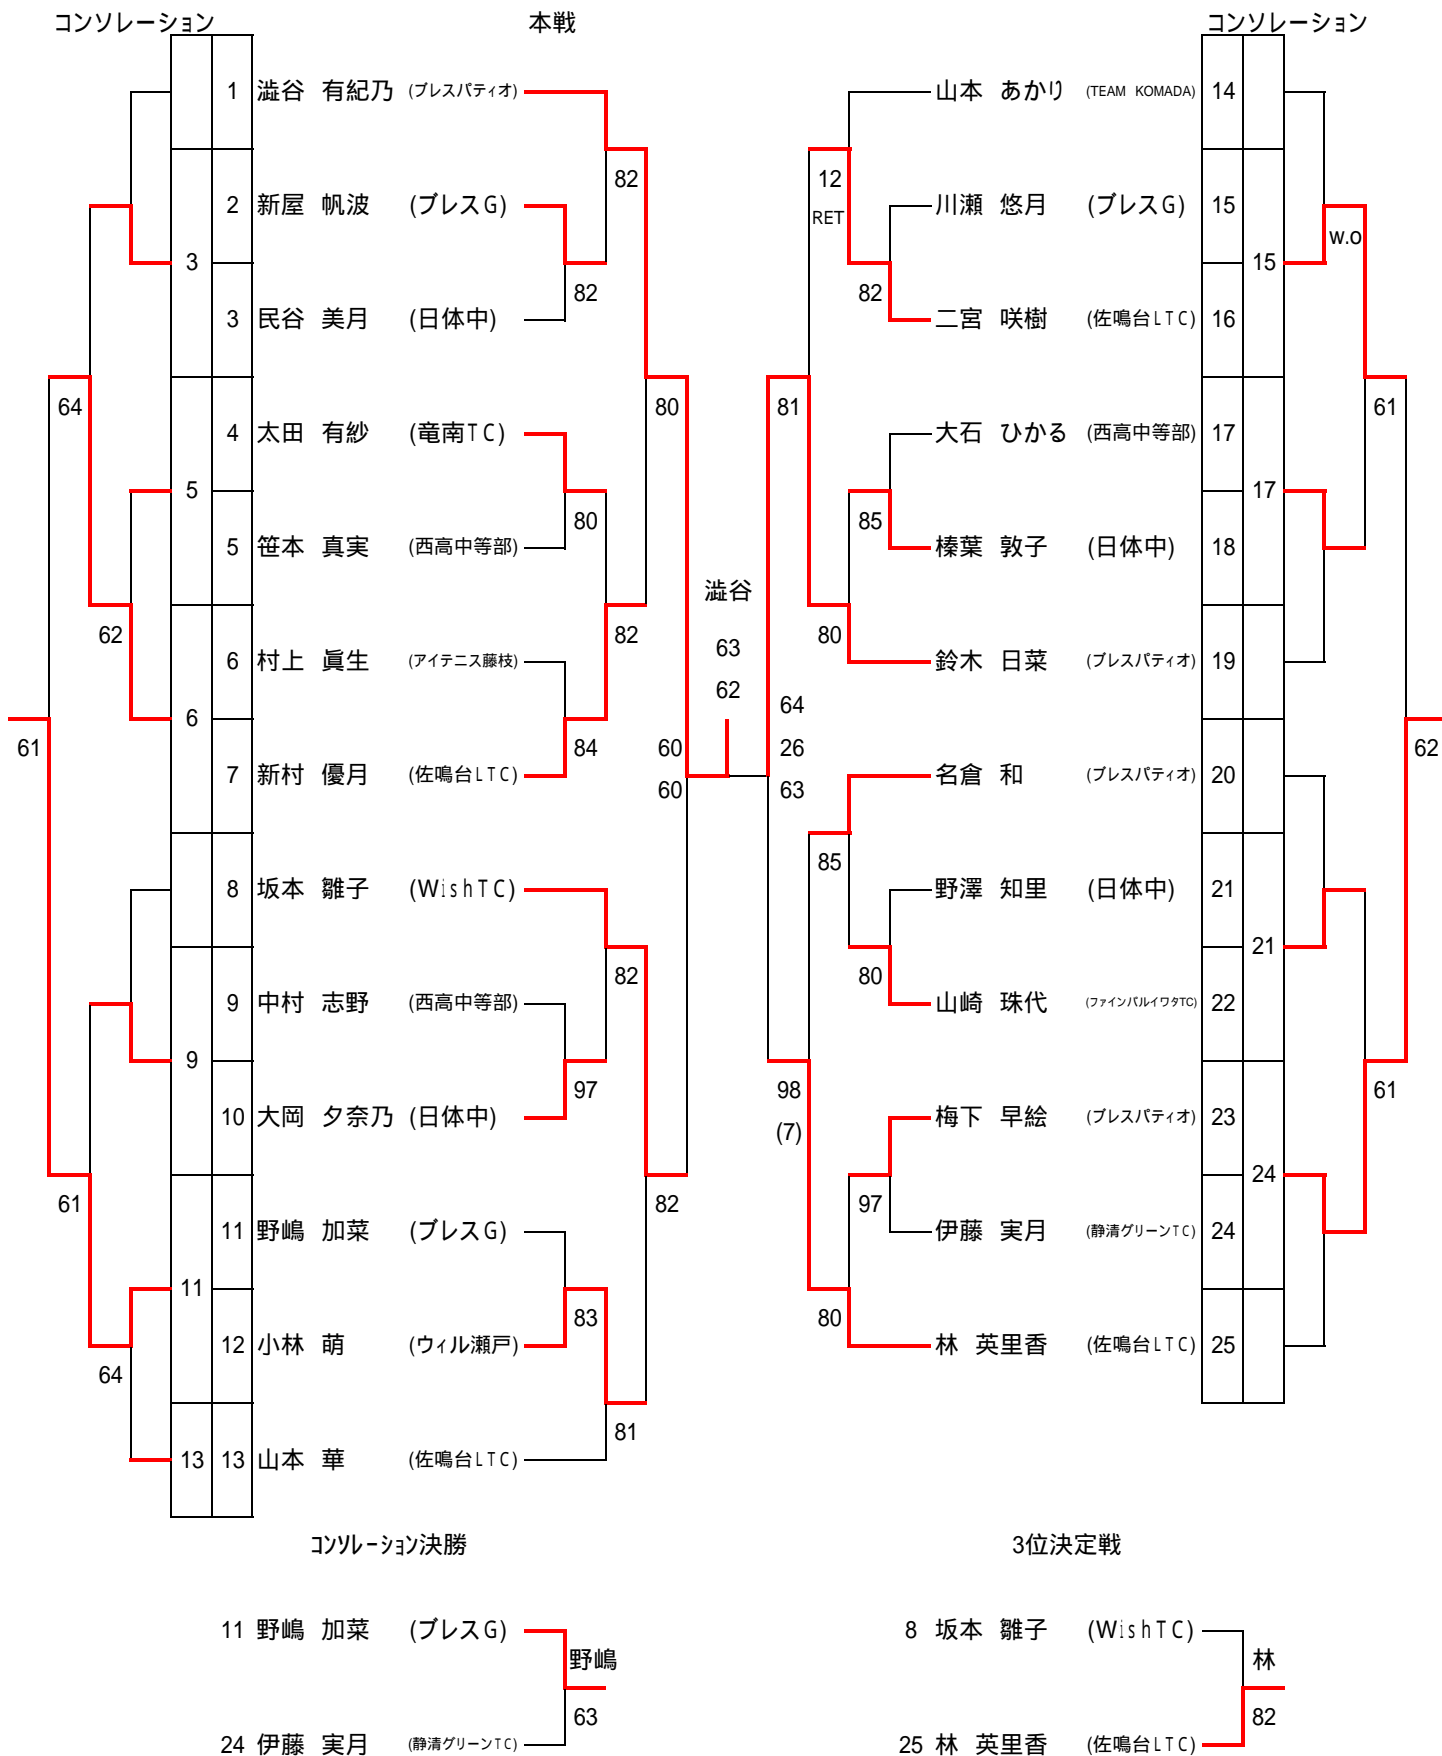 コンソレーション 本戦 コンソレーション
1 澁谷 有紀乃 (ブレスパティオ) 山本 あかり (TEAM KOMADA) 14
82 12
2 新屋 帆波 (ブレスG) 川瀬 悠月 (ブレスG) 15
RET w.o
3 15
82 82
3 民谷 美月 (日体中) 二宮 咲樹 (佐鳴台LTC) 16
64 80 81 61
4 太田 有紗 (竜南TC) 大石 ひかる (西高中等部) 17
5 17
80 85
5 笹本 真実 (西高中等部) 榛葉 敦子 (日体中) 18
澁谷
62 82 63 80
6 村上 眞生 (アイテニス藤枝) 鈴木 日菜 (ブレスパティオ) 19
62
6 64
61 84 60 26 62
7 新村 優月 (佐鳴台LTC) 名倉 和 (ブレスパティオ) 20
60 63
85
8 坂本 雛子 (WishTC) 野澤 知里 (日体中) 21
21
82 80
9 中村 志野 (西高中等部) 山崎 珠代 (ファインバルイワタTC) 22
9
97 98 61
10 大岡 夕奈乃 (日体中) 梅下 早絵 (ブレスパティオ) 23
(7)
24
61 82 97
11 野嶋 加菜 (ブレスG) 伊藤 実月 (静清グリーンTC) 24
11
83 80
12 小林 萌 (ウィル瀬戸) 林 英里香 (佐鳴台LTC) 25
64
81
13 13 山本 華 (佐鳴台LTC)
コンソレーション決勝 3位決定戦
11 野嶋 加菜 (ブレスG) 8 坂本 雛子 (WishTC)
野嶋 林
63 82
24 伊藤 実月 (静清グリーンTC) 25 林 英里香 (佐鳴台LTC)